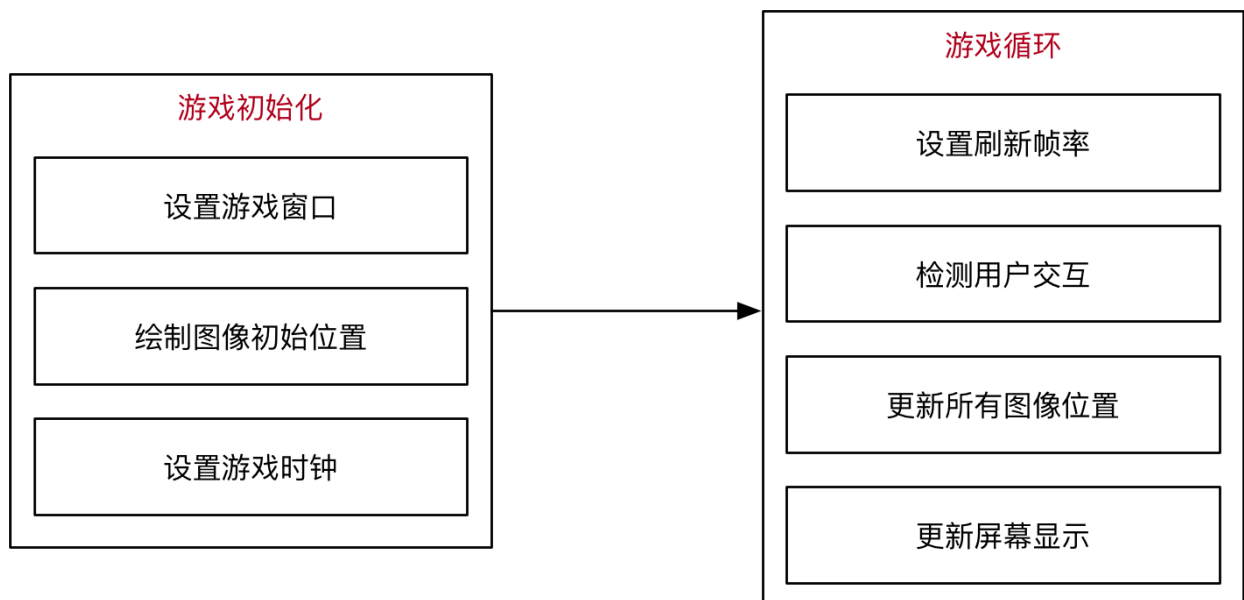 游戏初始化
设置游戏窗口
绘制图像初始位置
设置游戏时钟
游戏循环
设置刷新帧率
检测用户交互
更新所有图像位置
更新屏幕显示